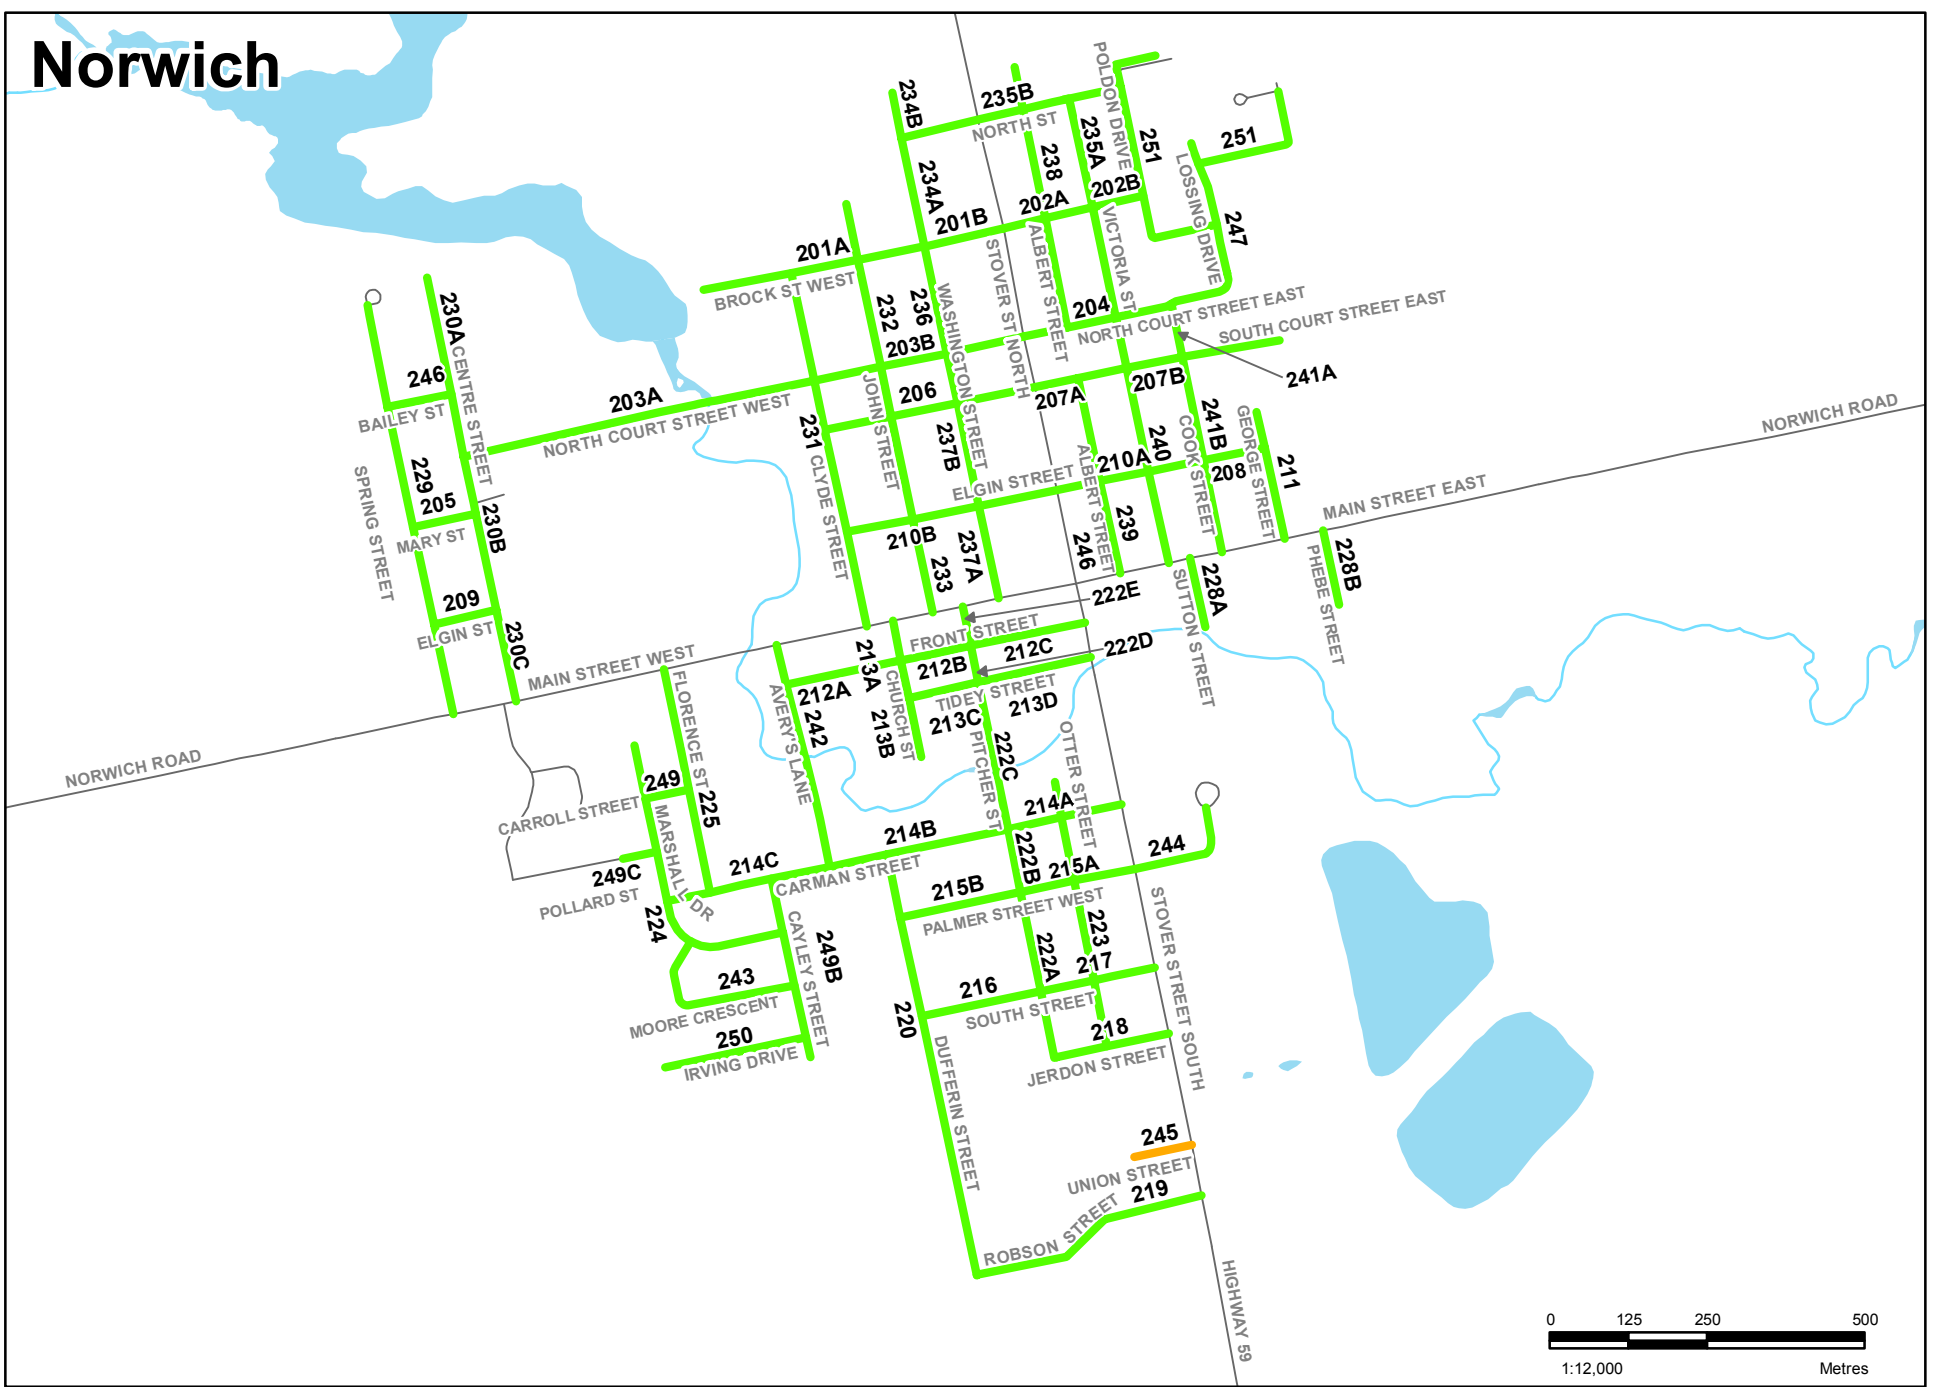 Norwich
234B
235B
NORTH ST
POLDON DRIVE
238
235A
251
251
LOSSING DRIVE
234A
202B
202A
201B
201A
BROCK ST WEST
247
STOVER ST NORTH
ALBERT STREET
VICTORIA ST
230A
CENTRE STREET
232
236
WASHINGTON STREET
204
NORTH COURT STREET EAST
SOUTH COURT STREET EAST
203B
246
BAILEY ST
203A
NORTH COURT STREET WEST
JOHN STREET
206
207A
207B
241A
231
CLYDE STREET
237B
ELGIN STREET
ALBERT STREET
210A
240
COOK STREET
241B
208
GEORGE STREET
211
NORWICH ROAD
MAIN STREET EAST
SPRING STREET
229
205
MARY ST
230B
210B
233
237A
246
239
228B
PHEBE STREET
228A
SUTTON STREET
209
ELGIN ST
230C
MAIN STREET WEST
222E
FRONT STREET
222D
213A
212A
212B
212C
TIDEY STREET
213D
213C
213B
CHURCH ST
AVERY'S LANE
242
FLORENCE ST
NORWICH ROAD
249
CARROLL STREET
225
MARSHALL DR
222C
PITCHER ST
OTTER STREET
214A
214B
214C
CARMAN STREET
222B
215A
244
215B
PALMER STREET WEST
249C
POLLARD ST
224
CAYLEY STREET
249B
222A
223
217
216
SOUTH STREET
STOVER STREET SOUTH
243
MOORE CRESCENT
250
IRVING DRIVE
220
DUFFERIN STREET
218
JERDON STREET
245
UNION STREET
219
ROBSON STREET
HIGHWAY 59
0 125 250 500
1:12,000 Metres